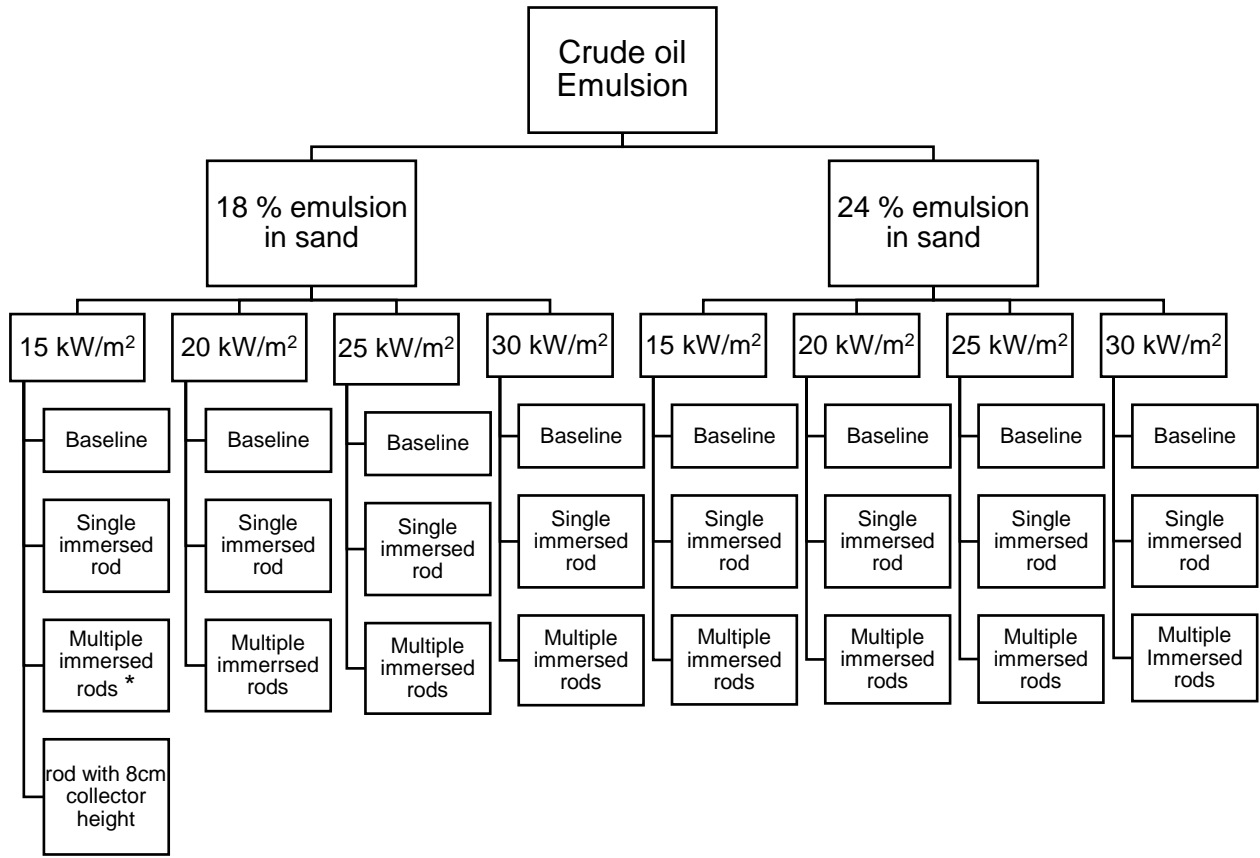 Crude oil
Emulsion
18 % emulsion
in sand
24 % emulsion
in sand
15 kW/m²
20 kW/m²
25 kW/m²
30 kW/m²
15 kW/m²
20 kW/m²
25 kW/m²
30 kW/m²
Baseline
Single
immersed
rod
Multiple
immersed
rods *
rod with 8cm
collector
height
Baseline
Single
immersed
rod
Multiple
immerrsed
rods
Baseline
Single
immersed
rod
Multiple
immersed
rods
Baseline
Single
immersed
rod
Multiple
immersed
rods
Baseline
Single
immersed
rod
Multiple
immersed
rods
Baseline
Single
immersed
rod
Multiple
immersed
rods
Baseline
Single
immersed
rod
Multiple
immersed
rods
Baseline
Single
immersed
rod
Multiple
Immersed
rods